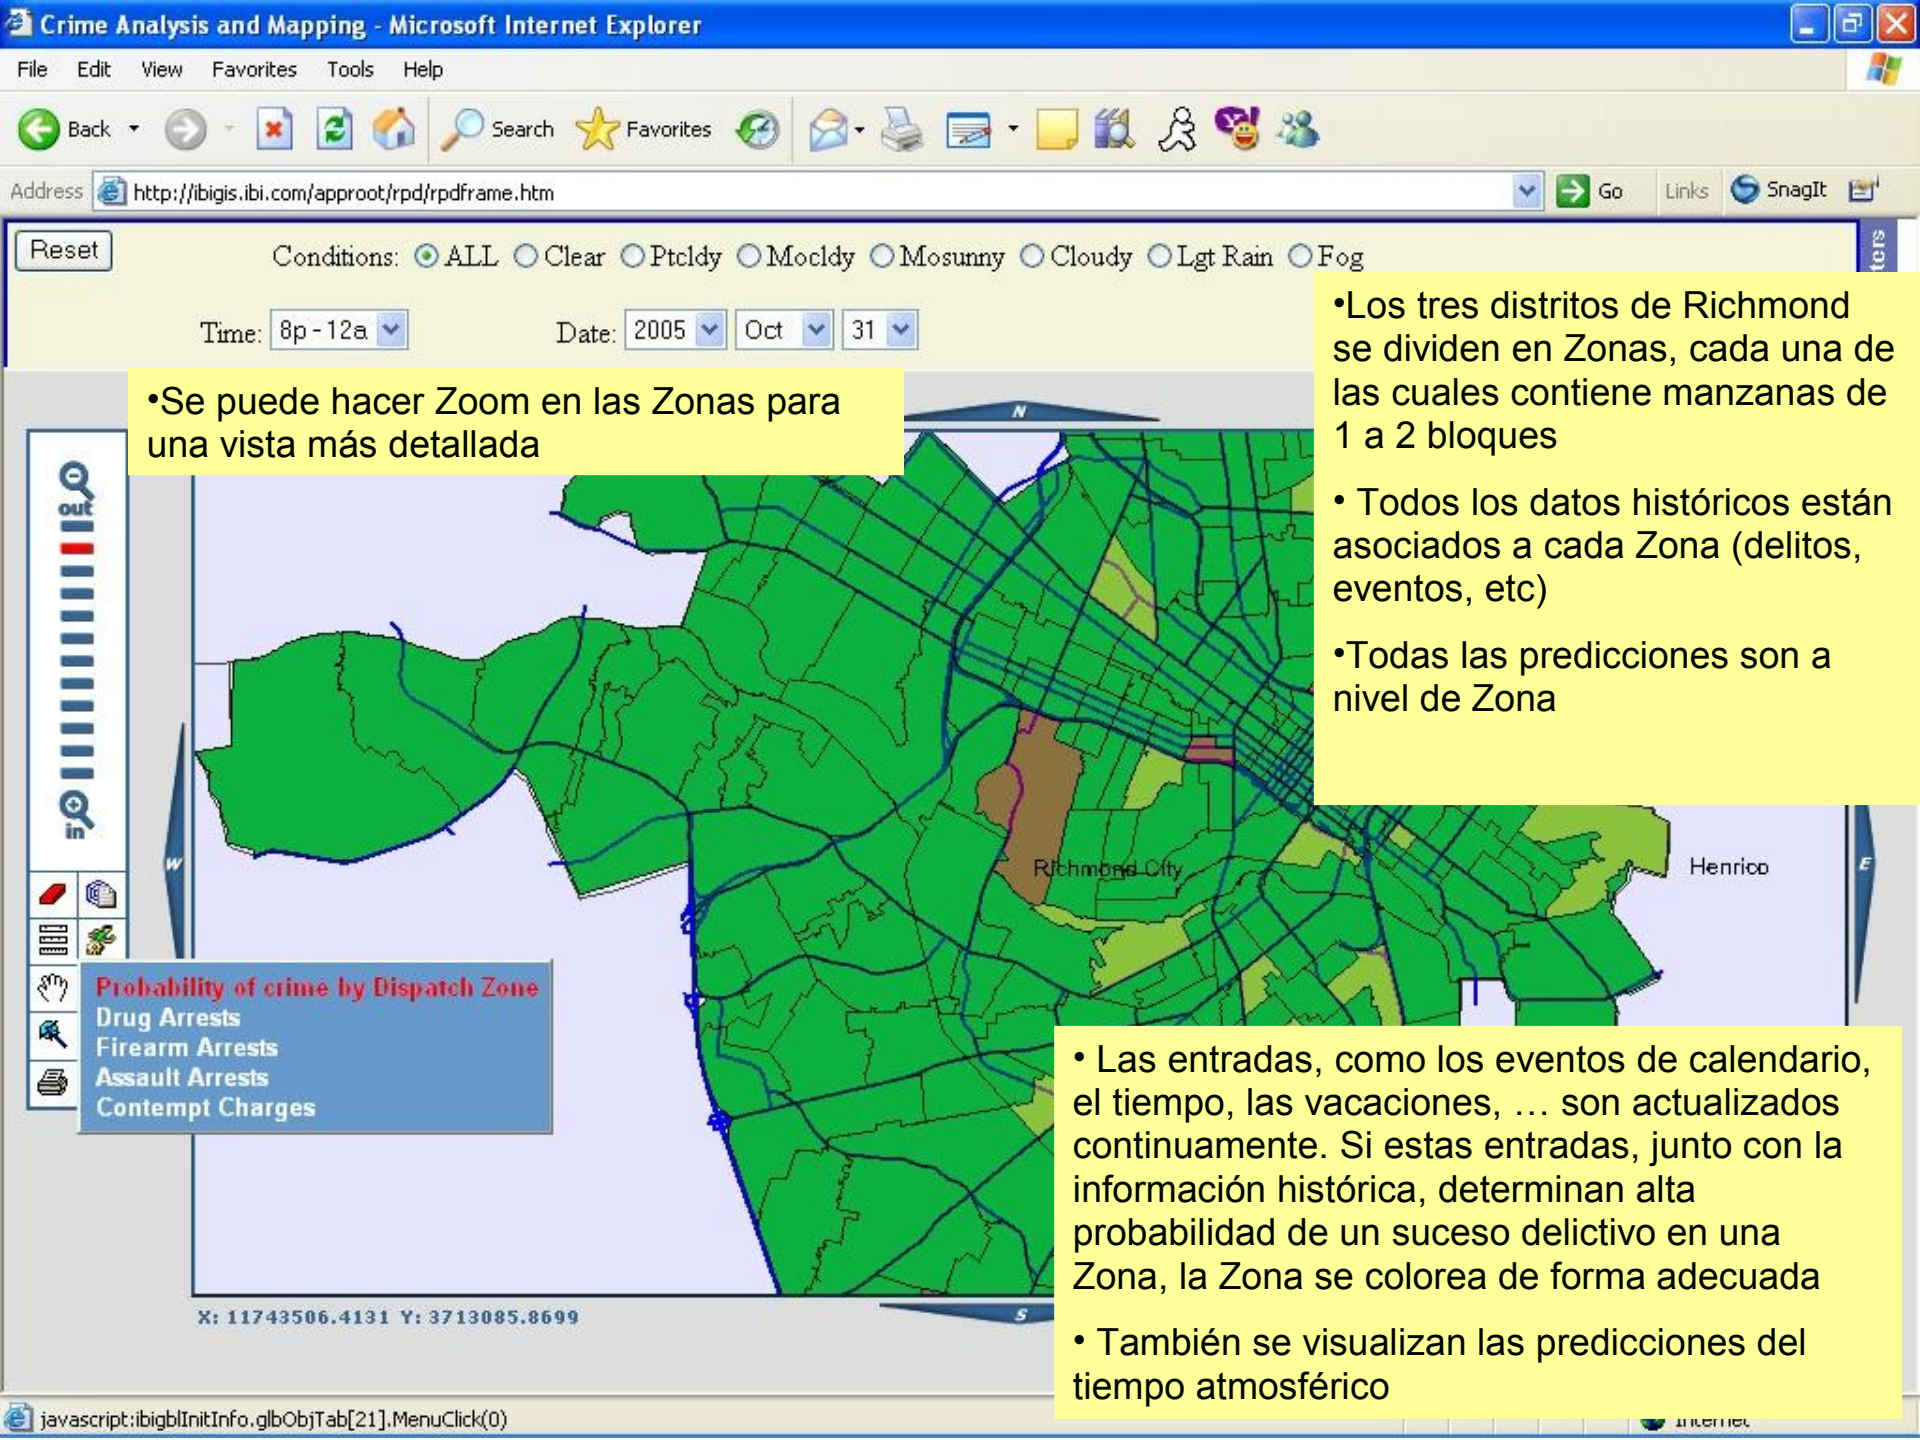 Crime Analysis and Mapping - Microsoft Internet Explorer
File Edit View Favorites Tools Help
Back Search Favorites
Address http://ibigis.ibi.com/approot/rpd/rpdframe.htm Go Links SnagIt
Reset Conditions: ALL Clear Ptcldy Mocldy Mosunny Cloudy Lgt Rain Fog
Time: 8p-12a Date: 2005 Oct 31
•Se puede hacer Zoom en las Zonas para
una vista más detallada
•Los tres distritos de Richmond
se dividen en Zonas, cada una de
las cuales contiene manzanas de
1 a 2 bloques
• Todos los datos históricos están
asociados a cada Zona (delitos,
eventos, etc)
•Todas las predicciones son a
nivel de Zona
N
out
in
W
E
Richmond City
Henrico
Probability of crime by Dispatch Zone
Drug Arrests
Firearm Arrests
Assault Arrests
Contempt Charges
• Las entradas, como los eventos de calendario,
el tiempo, las vacaciones, … son actualizados
continuamente. Si estas entradas, junto con la
información histórica, determinan alta
probabilidad de un suceso delictivo en una
Zona, la Zona se colorea de forma adecuada
• También se visualizan las predicciones del
tiempo atmosférico
X: 11743506.4131 Y: 3713085.8699
S
javascript:ibigblInitInfo.glbObjTab[21].MenuClick(0)
Internet